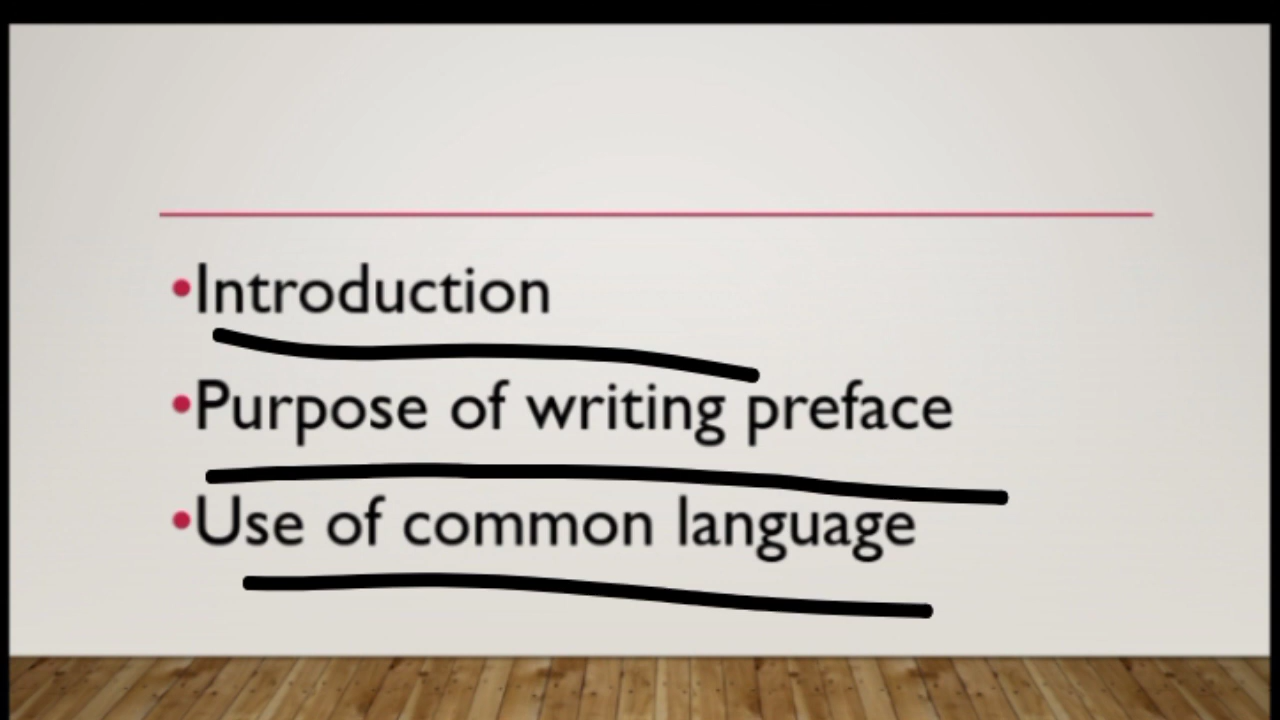 •Introduction
•Purpose of writing preface
•Use of common language